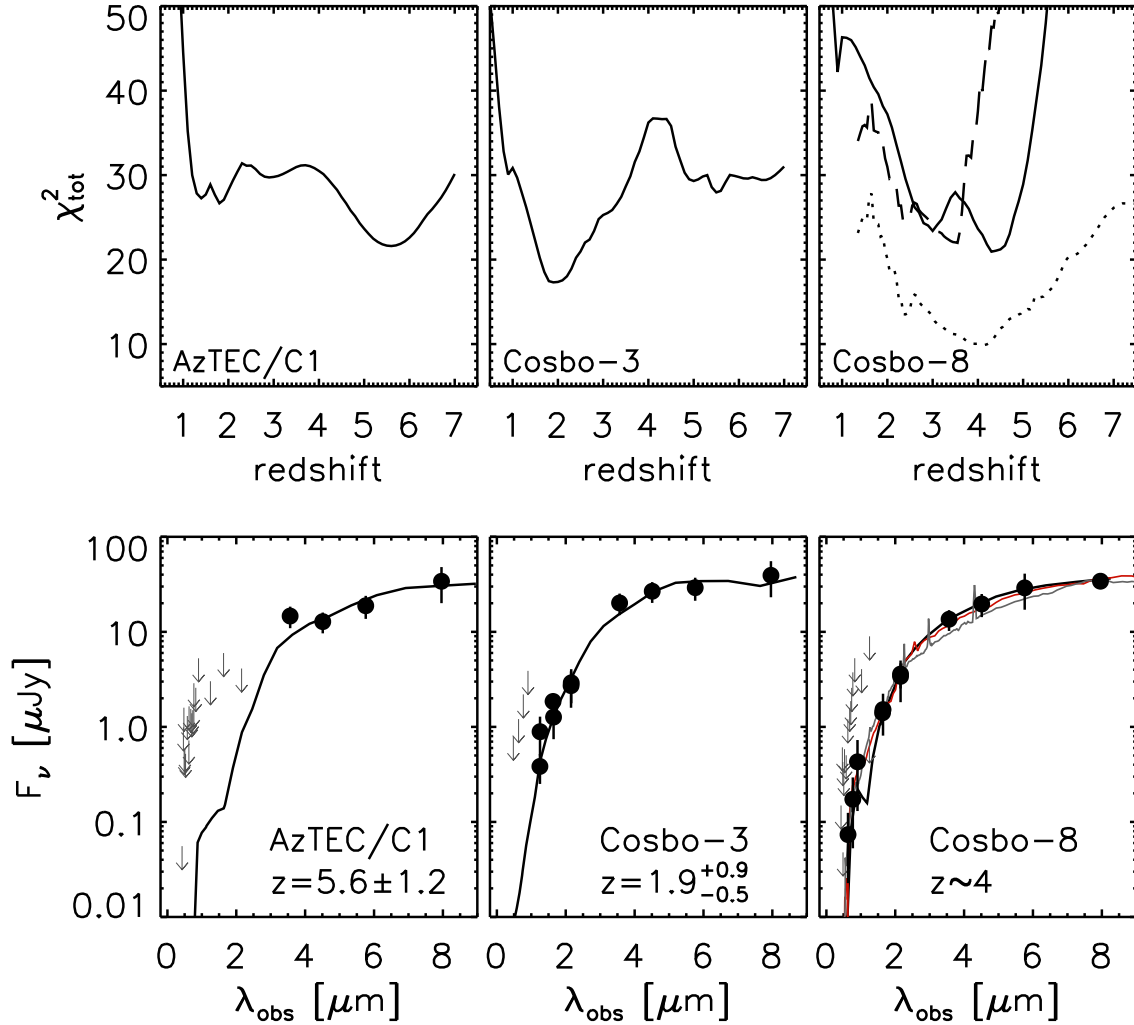 50
40
30
20
10
χ²tot
AzTEC/C1
Cosbo−3
Cosbo−8
1 2 3 4 5 6 7
1 2 3 4 5 6 7
1 2 3 4 5 6 7
redshift
redshift
redshift
100
10
1.0
0.1
0.01
Fν [μJy]
AzTEC/C1
z=5.6±1.2
Cosbo−3
z=1.9+0.9−0.5
Cosbo−8
z~4
0 2 4 6 8
0 2 4 6 8
0 2 4 6 8
λobs [μm]
λobs [μm]
λobs [μm]